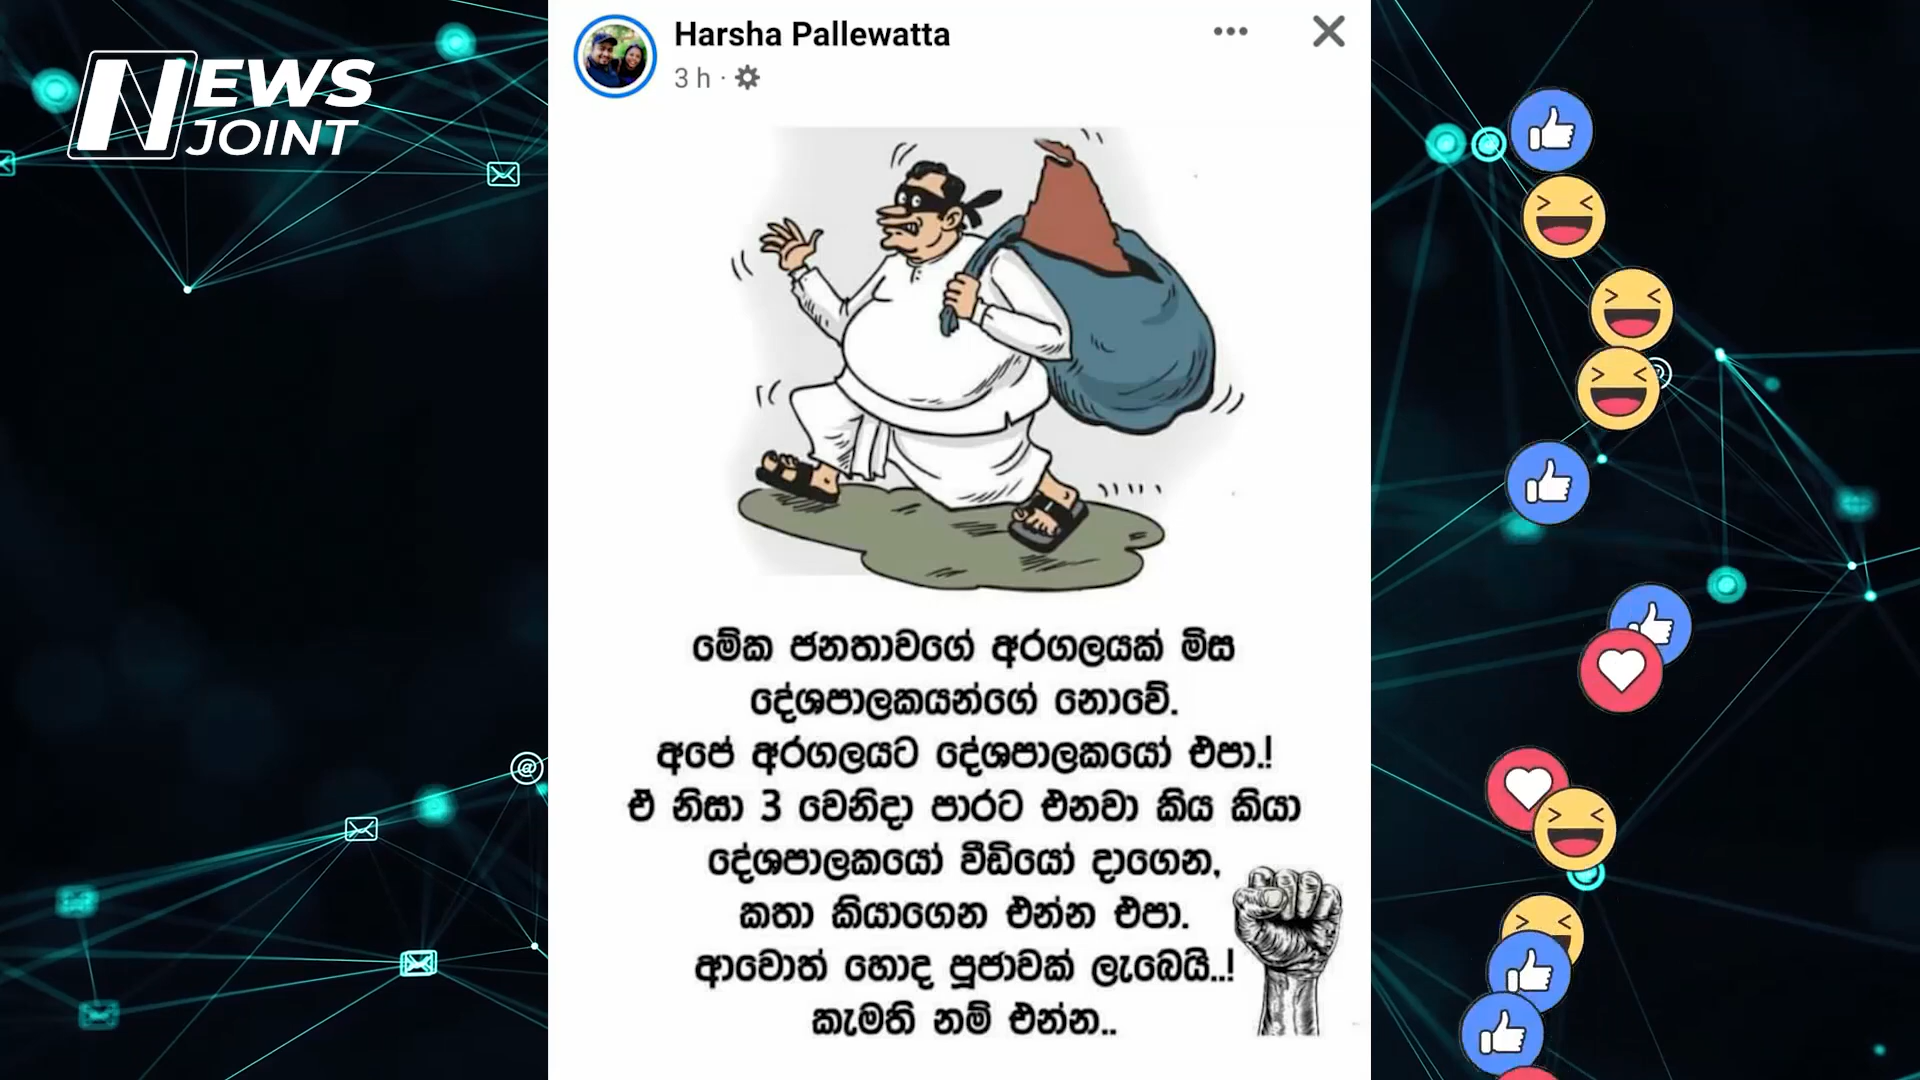 NEWS
JOINT
Harsha Pallewatta
3 h ·
මේක ජනතාවගේ අරගලයක් මිස
දේශපාලකයන්ගේ නොවේ.
අපේ අරගලයට දේශපාලකයෝ එපා.!
ඒ නිසා 3 වෙනිදා පාරට එනවා කිය කියා
දේශපාලකයෝ වීඩියෝ දාගෙන,
කතා කියාගෙන එන්න එපා.
ආවොත් හොද පූජාවක් ලැබෙයි..!
කැමති නම් එන්න..